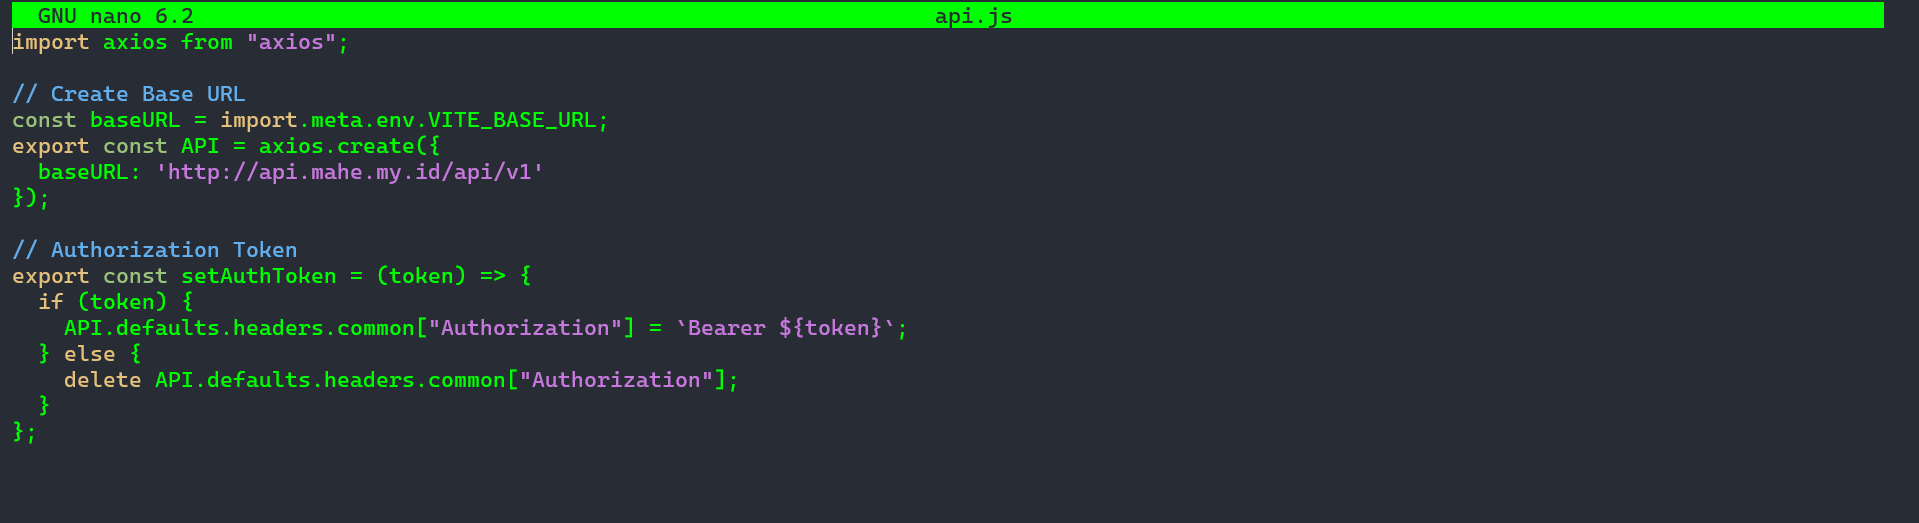 GNU nano 6.2 api.js
import axios from "axios";

// Create Base URL
const baseURL = import.meta.env.VITE_BASE_URL;
export const API = axios.create({
  baseURL: 'http://api.mahe.my.id/api/v1'
});

// Authorization Token
export const setAuthToken = (token) => {
  if (token) {
    API.defaults.headers.common["Authorization"] = `Bearer ${token}`;
  } else {
    delete API.defaults.headers.common["Authorization"];
  }
};